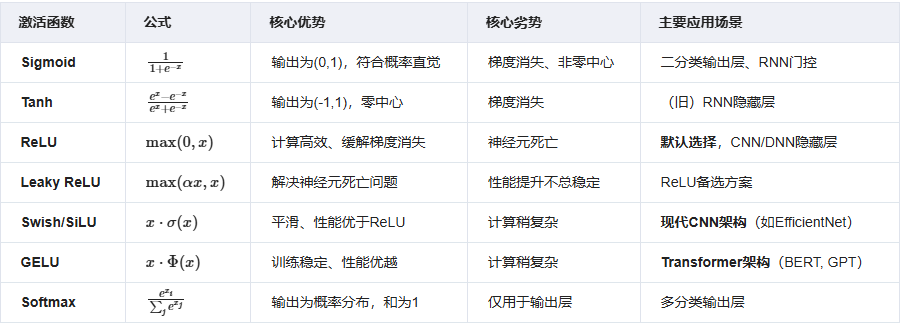 激活函数 公式 核心优势 核心劣势 主要应用场景
Sigmoid $\frac{1}{1+e^{-x}}$ 输出为(0,1)，符合概率直觉 梯度消失、非零中心 二分类输出层、RNN门控
Tanh $\frac{e^x-e^{-x}}{e^x+e^{-x}}$ 输出为(-1,1)，零中心 梯度消失 （旧）RNN隐藏层
ReLU max(0, x) 计算高效、缓解梯度消失 神经元死亡 默认选择，CNN/DNN隐藏层
Leaky ReLU max(αx, x) 解决神经元死亡问题 性能提升不总稳定 ReLU备选方案
Swish/SiLU x · σ(x) 平滑、性能优于ReLU 计算稍复杂 现代CNN架构（如EfficientNet）
GELU x · Φ(x) 训练稳定、性能优越 计算稍复杂 Transformer架构（BERT, GPT）
Softmax $\frac{e^{x_i}}{\sum_j e^{x_j}}$ 输出为概率分布，和为1 仅用于输出层 多分类输出层